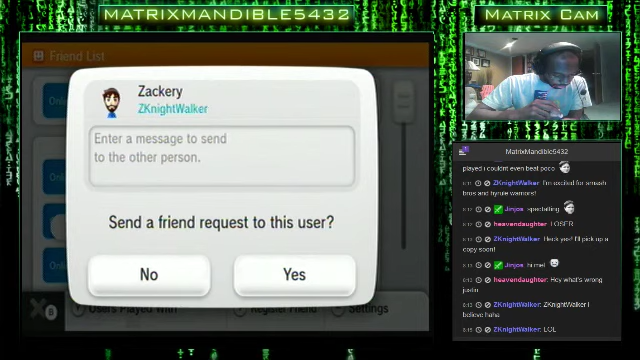 MATRIXMANDIBLE5432
MATRIX CAM
Friend List
Zackery
ZKnightWalker
Enter a message to send
to the other person.
Send a friend request to this user?
No
Yes
Users Played With
Register Friend
Settings
MatrixMandible5432
played i couldnt even beat poco
ZKnightWalker: I'm excited for smash
bros and hyrule warriors!
Jinjos: spectating
heavendaughter: LOSER
ZKnightWalker: Heck yes! I'll pick up a
copy soon!
Jinjos: hi mel
heavendaughter: Hey what's wrong
justin
ZKnightWalker: ZKnightWalker I
believe haha
ZKnightWalker: LOL